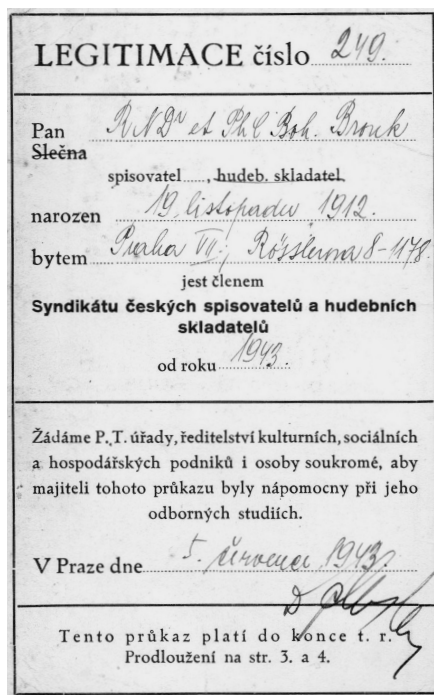 LEGITIMACE číslo 249.
Pan RNDr et PhC Boh. Brouk
Slečna
spisovatel ...., hudeb. skladatel.
narozen 19. listopadu 1912.
bytem Praha VII., Rösslerova 8-1178.
jest členem
Syndikátu českých spisovatelů a hudebních
skladatelů
od roku 1943.
Žádáme P. T. úřady, ředitelství kulturních, sociálních
a hospodářských podniků i osoby soukromé, aby
majiteli tohoto průkazu byly nápomocny při jeho
odborných studiích.
V Praze dne 5. července 1943.
Tento průkaz platí do konce t. r.
Prodloužení na str. 3. a 4.